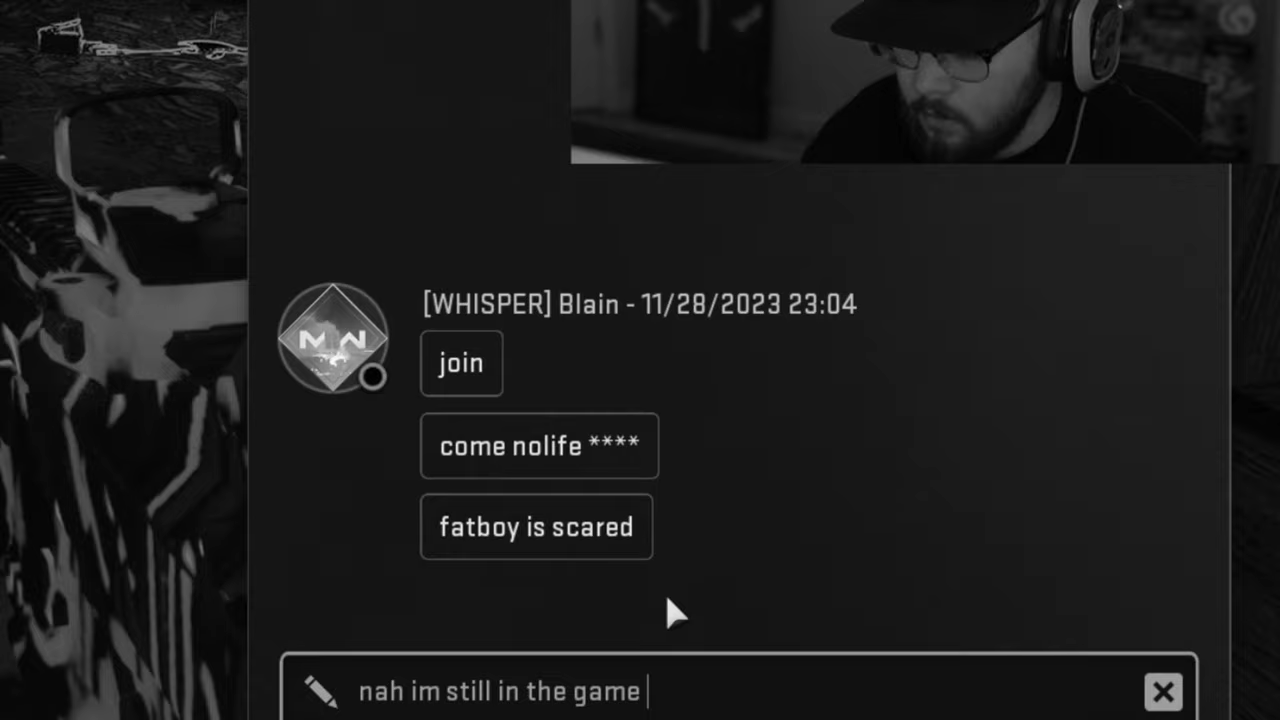 [WHISPER] Blain - 11/28/2023 23:04
MW
join
come nolife ****
fatboy is scared
nah im still in the game